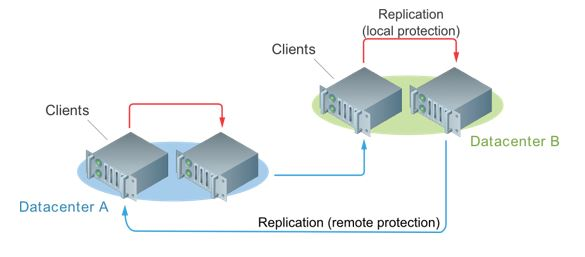 Replication
(local protection)
Clients
Clients
Datacenter B
Datacenter A
Replication (remote protection)